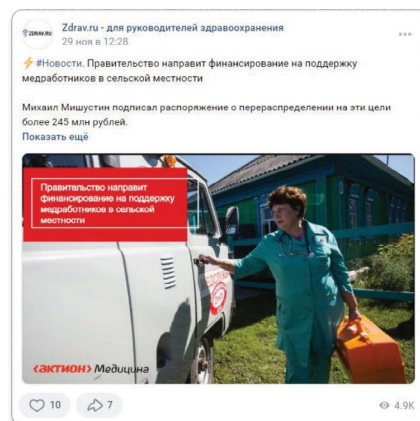 ZDRAV.RU
Zdrav.ru - для руководителей здравоохранения
29 ноя в 12:28
#Новости. Правительство направит финансирование на поддержку
медработников в сельской местности
Михаил Мишустин подписал распоряжение о перераспределении на эти цели
более 245 млн рублей.
Показать ещё
Правительство направит
финансирование на поддержку
медработников в сельской
местности
‹АКТИОН› Медицина
10
7
4.9K